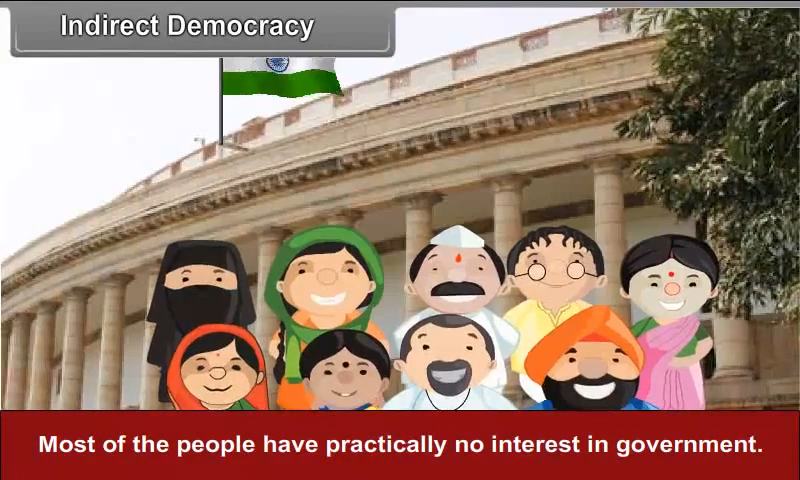 Indirect Democracy
Most of the people have practically no interest in government.